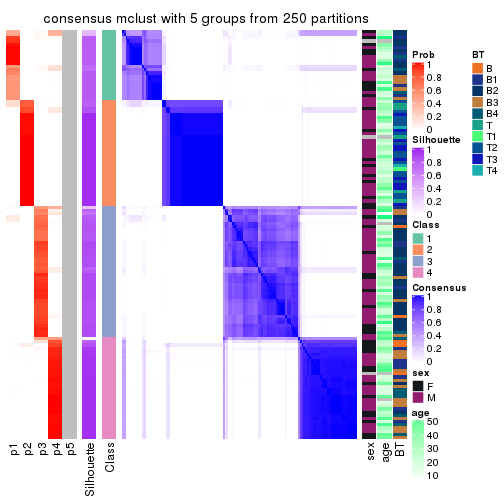 consensus mclust with 5 groups from 250 partitions
p1
p2
p3
p4
p5
Silhouette
Class
sex
age
BT
Prob
1
0.8
0.6
0.4
0.2
0
Silhouette
1
0.8
0.6
0.4
0.2
0
Class
1
2
3
4
Consensus
1
0.8
0.6
0.4
0.2
0
sex
F
M
age
50
40
30
20
10
BT
B
B1
B2
B3
B4
T
T1
T2
T3
T4